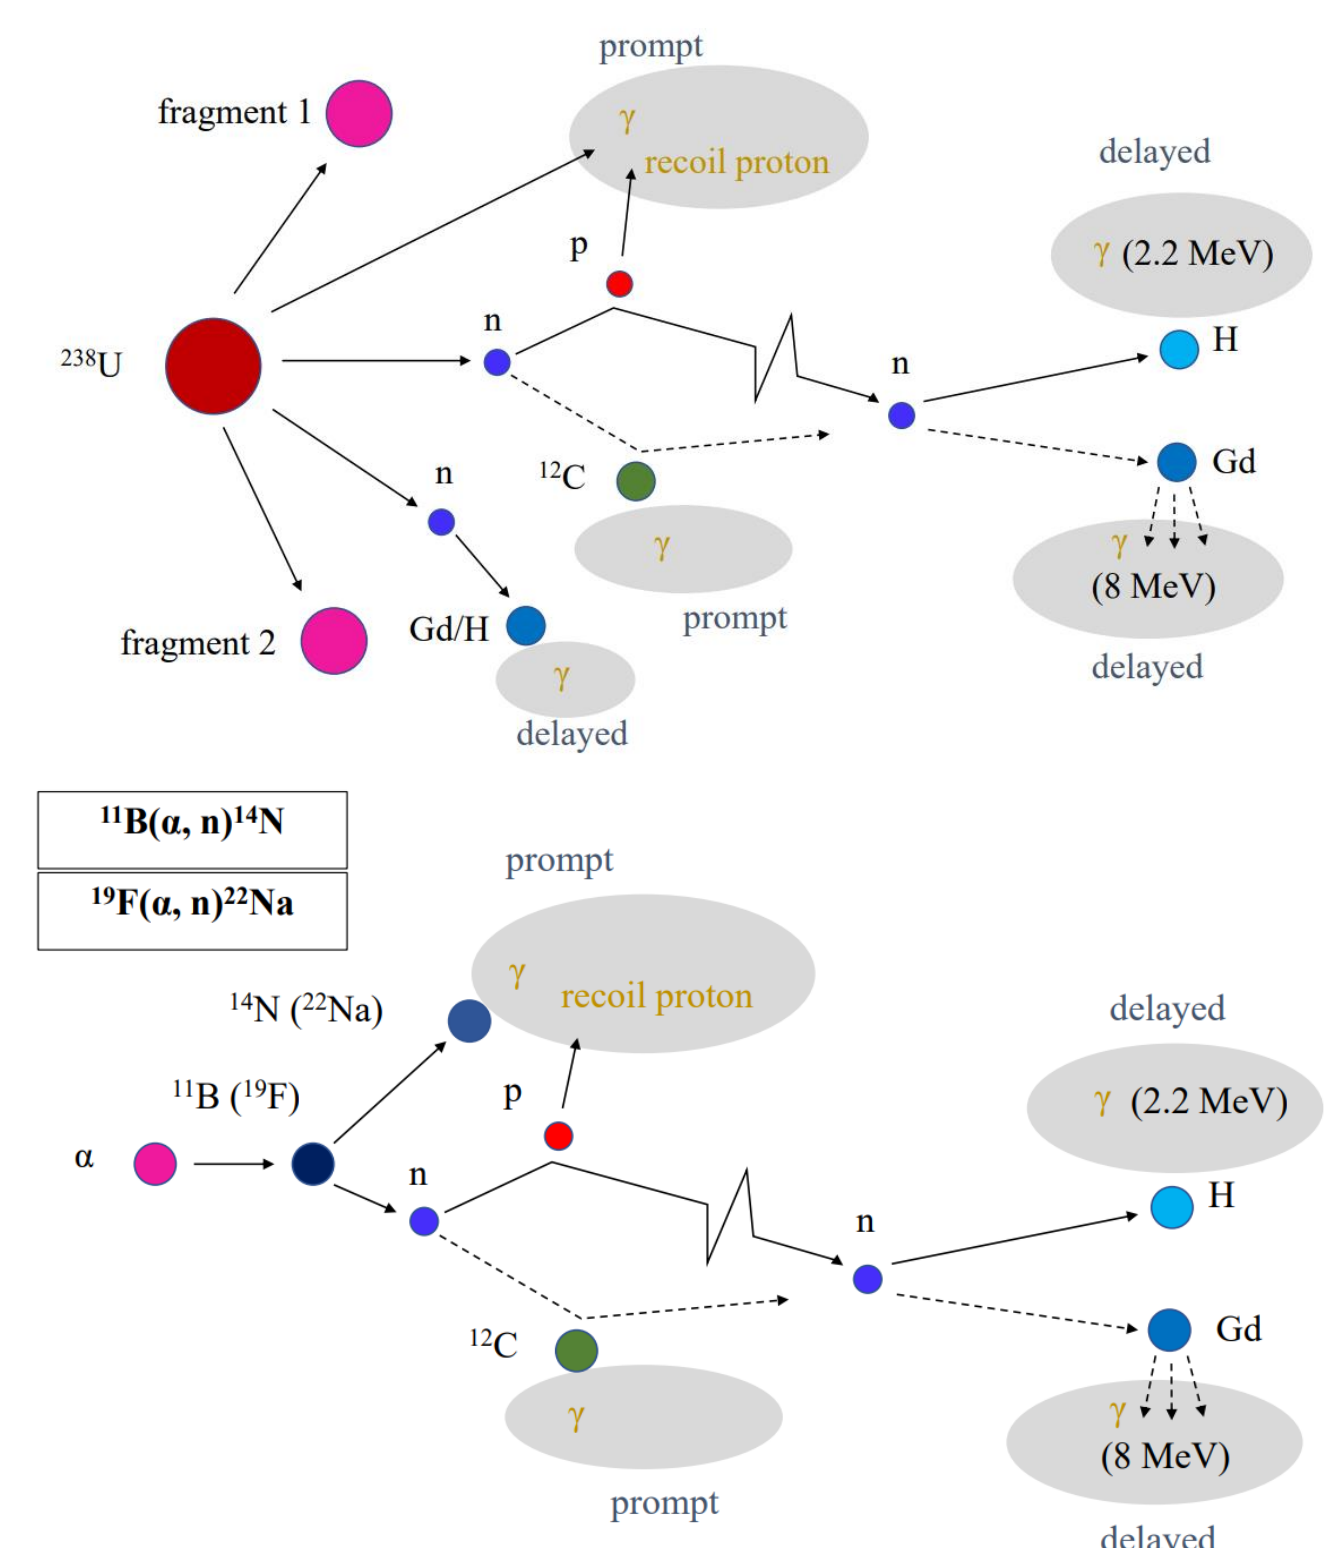 prompt
fragment 1
γ
recoil proton
delayed
γ (2.2 MeV)
p
n
H
²³⁸U
n
Gd
¹²C
n
γ
γ
(8 MeV)
prompt
fragment 2
Gd/H
γ
delayed
delayed
¹¹B(α, n)¹⁴N
¹⁹F(α, n)²²Na
prompt
γ
recoil proton
¹⁴N (²²Na)
delayed
¹¹B (¹⁹F)
p
γ (2.2 MeV)
α
n
H
n
¹²C
Gd
γ
γ
(8 MeV)
prompt
delayed